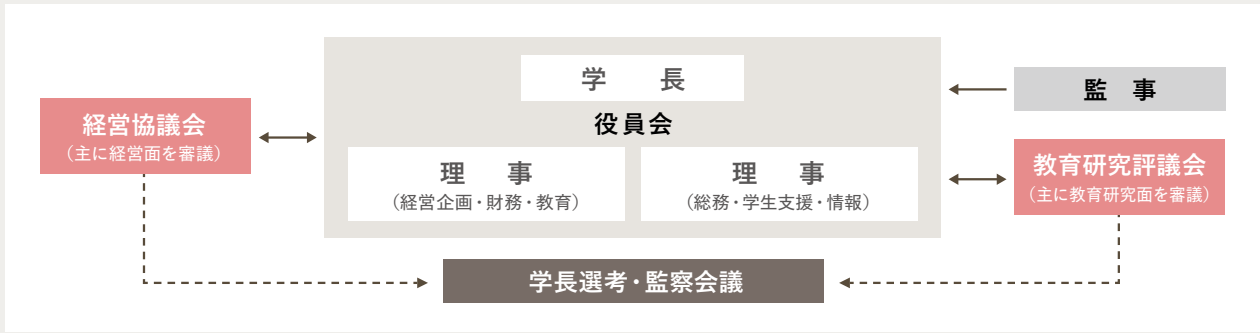 学　長
役員会
監　事
経営協議会
（主に経営面を審議）
理　事
（経営企画・財務・教育）
理　事
（総務・学生支援・情報）
教育研究評議会
（主に教育研究面を審議）
学長選考・監察会議